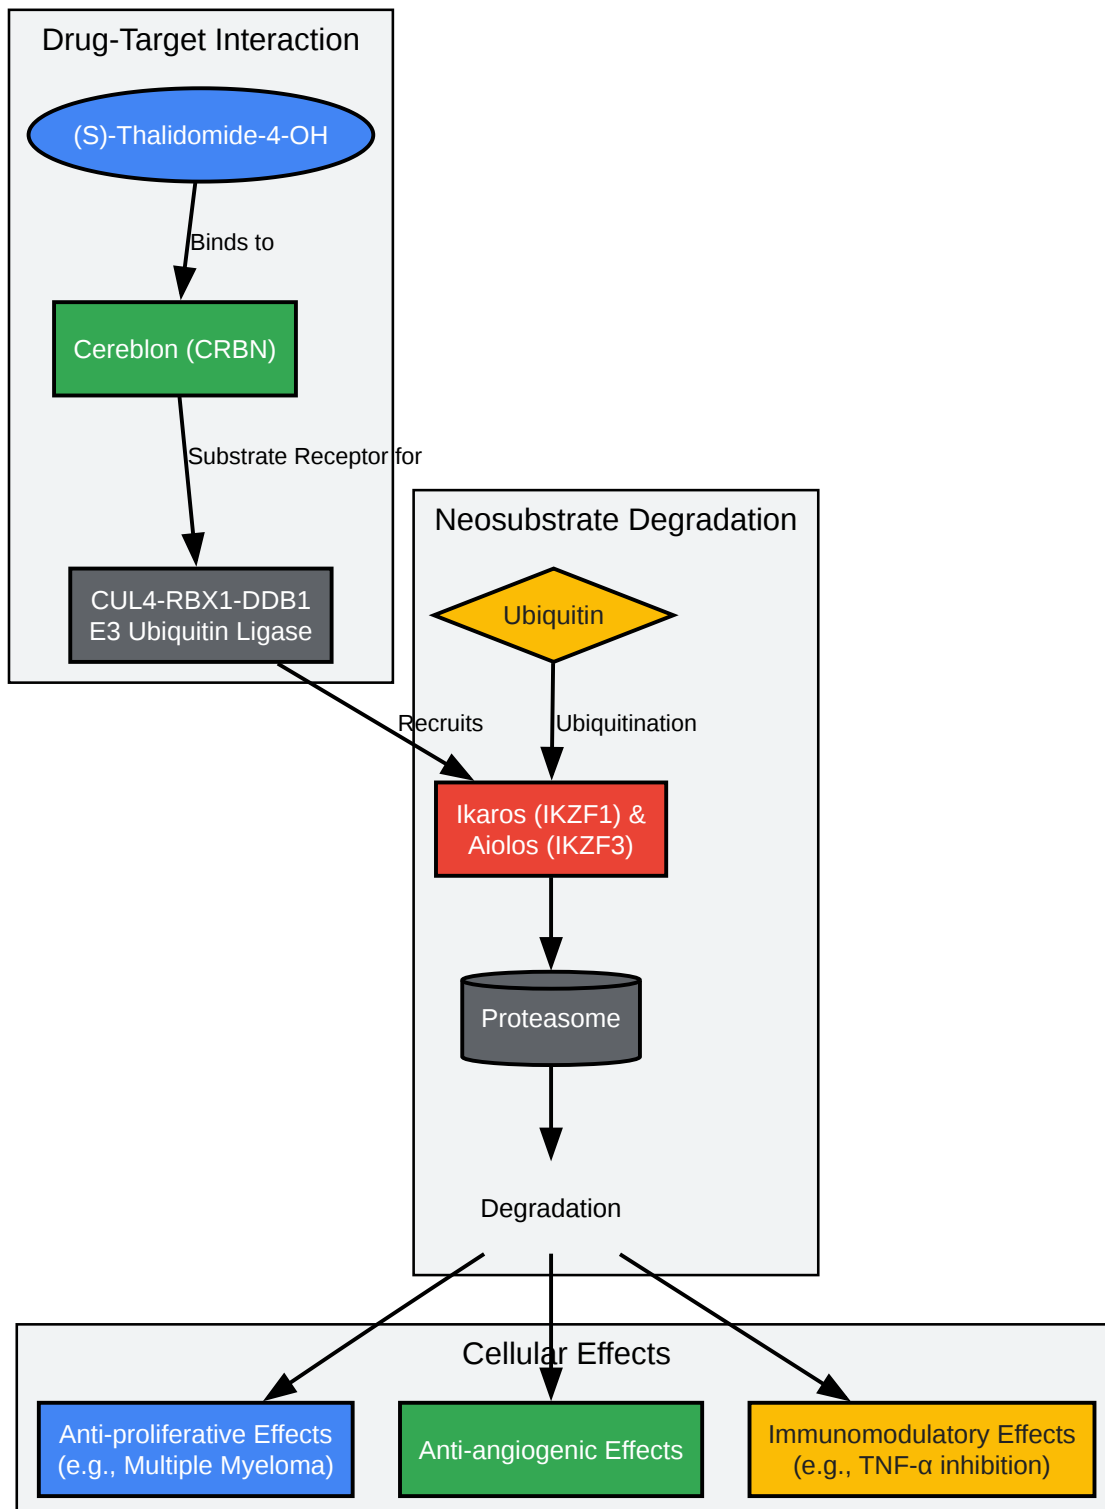 Drug-Target Interaction
(S)-Thalidomide-4-OH
Binds to
Cereblon (CRBN)
Substrate Receptor for
CUL4-RBX1-DDB1
E3 Ubiquitin Ligase
Neosubstrate Degradation
Ubiquitin
Recruits
Ubiquitination
Ikaros (IKZF1) &
Aiolos (IKZF3)
Proteasome
Degradation
Cellular Effects
Anti-proliferative Effects
(e.g., Multiple Myeloma)
Anti-angiogenic Effects
Immunomodulatory Effects
(e.g., TNF-α inhibition)